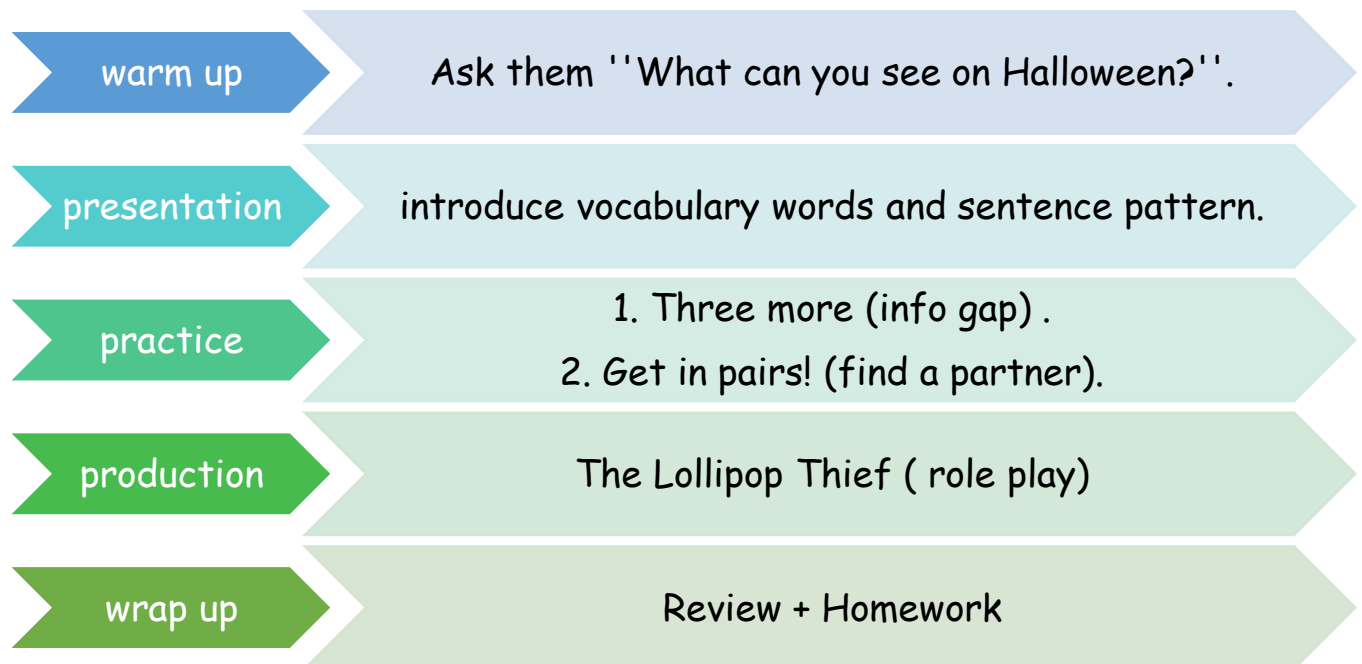 warm up
Ask them ''What can you see on Halloween?''.
presentation
introduce vocabulary words and sentence pattern.
practice
1. Three more (info gap) .
2. Get in pairs! (find a partner).
production
The Lollipop Thief ( role play)
wrap up
Review + Homework